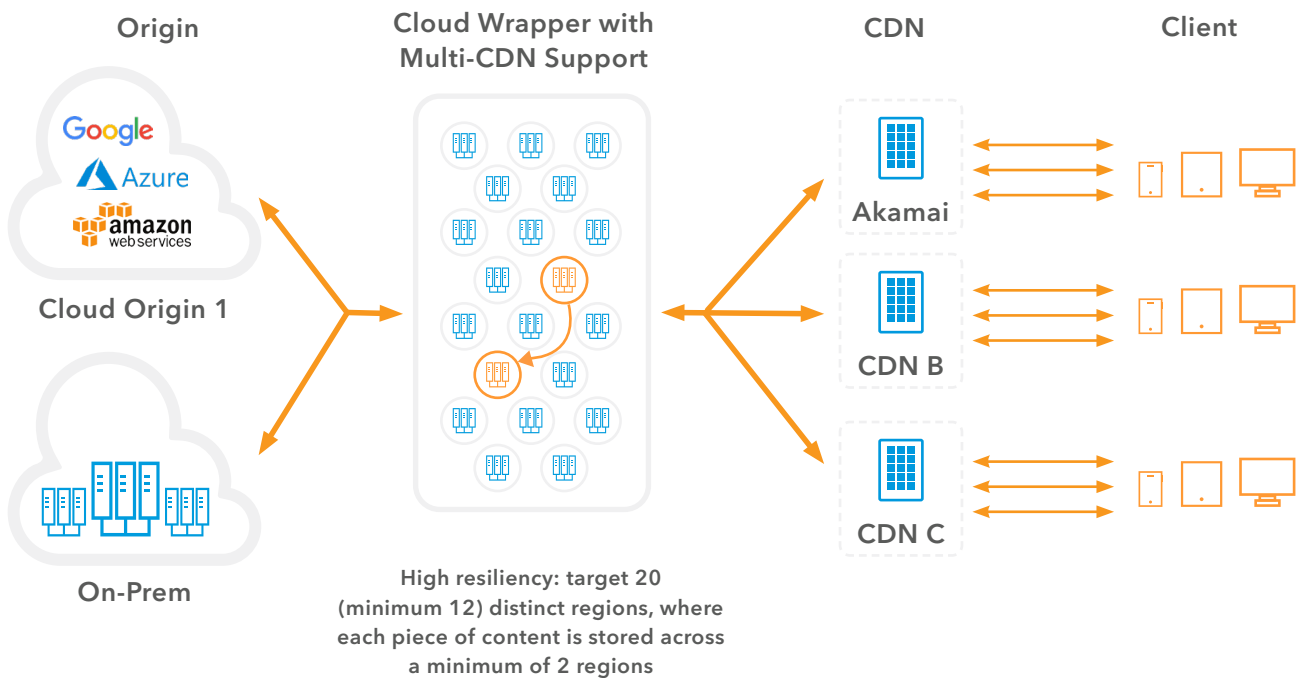 Origin
Cloud Wrapper with
Multi-CDN Support
CDN
Client
Google
Azure
amazon
webservices
Cloud Origin 1
On-Prem
Akamai
CDN B
CDN C
High resiliency: target 20
(minimum 12) distinct regions, where
each piece of content is stored across
a minimum of 2 regions